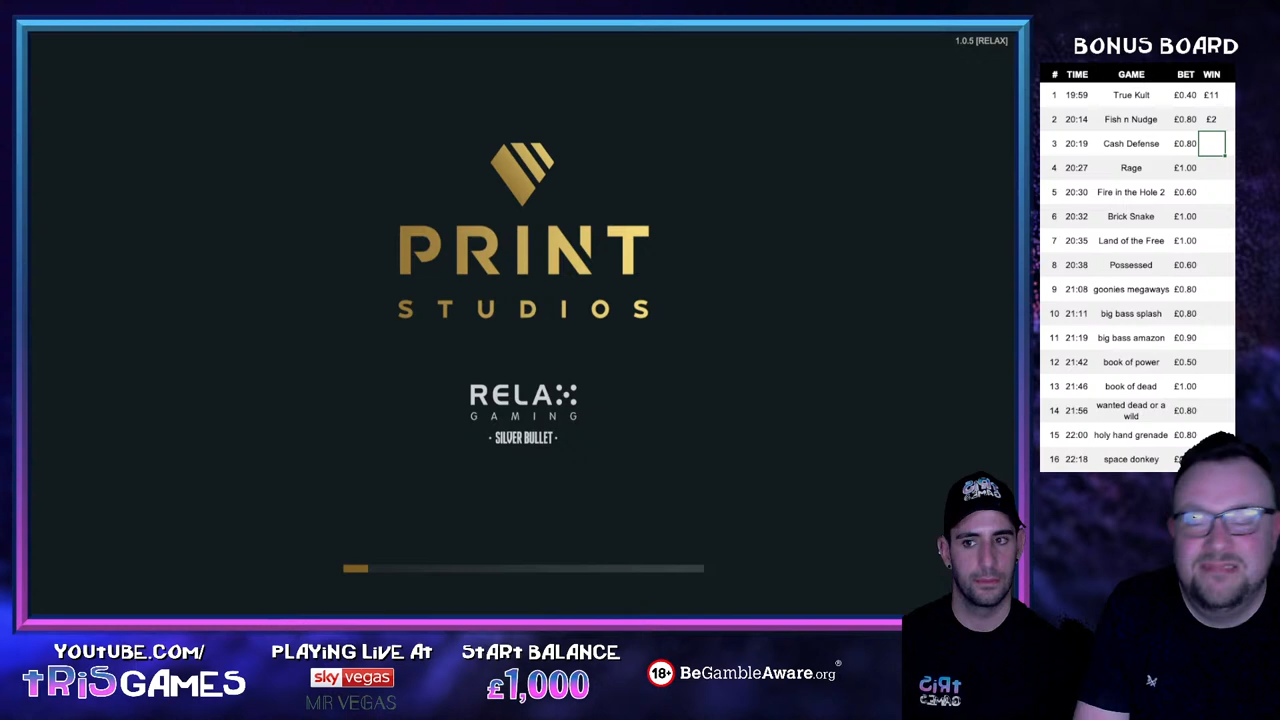 1.0.5 [RELAX]
PRINT
STUDIOS
RELAX
GAMING
· SILVER BULLET ·
BONUS BOARD
# TIME GAME BET WIN
1 19:59 True Kult £0.40 £11
2 20:14 Fish n Nudge £0.80 £2
3 20:19 Cash Defense £0.80
4 20:27 Rage £1.00
5 20:30 Fire in the Hole 2 £0.60
6 20:32 Brick Snake £1.00
7 20:35 Land of the Free £1.00
8 20:38 Possessed £0.60
9 21:08 goonies megaways £0.80
10 21:11 big bass splash £0.80
11 21:19 big bass amazon £0.90
12 21:42 book of power £0.50
13 21:46 book of dead £1.00
14 21:56 wanted dead or a £0.80
wild
15 22:00 holy hand grenade £0.80
16 22:18 space donkey
YOUTUBE.COM/
tRiS GAMES
PLAYING LIVE AT
sky vegas
MR VEGAS
START BALANCE
£1,000
18+ BeGambleAware.org®